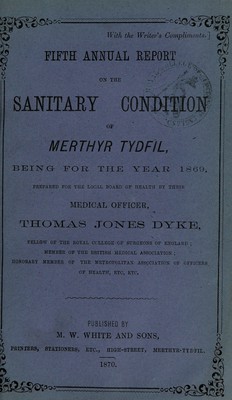 With the Writer's Compliments.]
FIFTH ANNUAL REPORT
ON THE
SANITARY CONDITION
OF
MERTHYR TYDFIL,
BEING FOR THE YEAR 1869,
PREPARED FOR THE LOCAL BOARD OF HEALTH BY THEIR
MEDICAL OFFICER,
THOMAS JONES DYKE,
FELLOW OF THE ROYAL COLLEGE OF SURGEONS OF ENGLAND;
MEMBER OF THE BRITISH MEDICAL ASSOCIATION;
HONORARY MEMBER OF THE METROPOLITAN ASSOCIATION OF OFFICERS
OF HEALTH, ETC, ETC.
PUBLISHED BY
M. W. WHITE AND SONS,
PRINTERS, STATIONERS, ETC., HIGH-STREET, MERTHYR-TYDFIL.
1870.